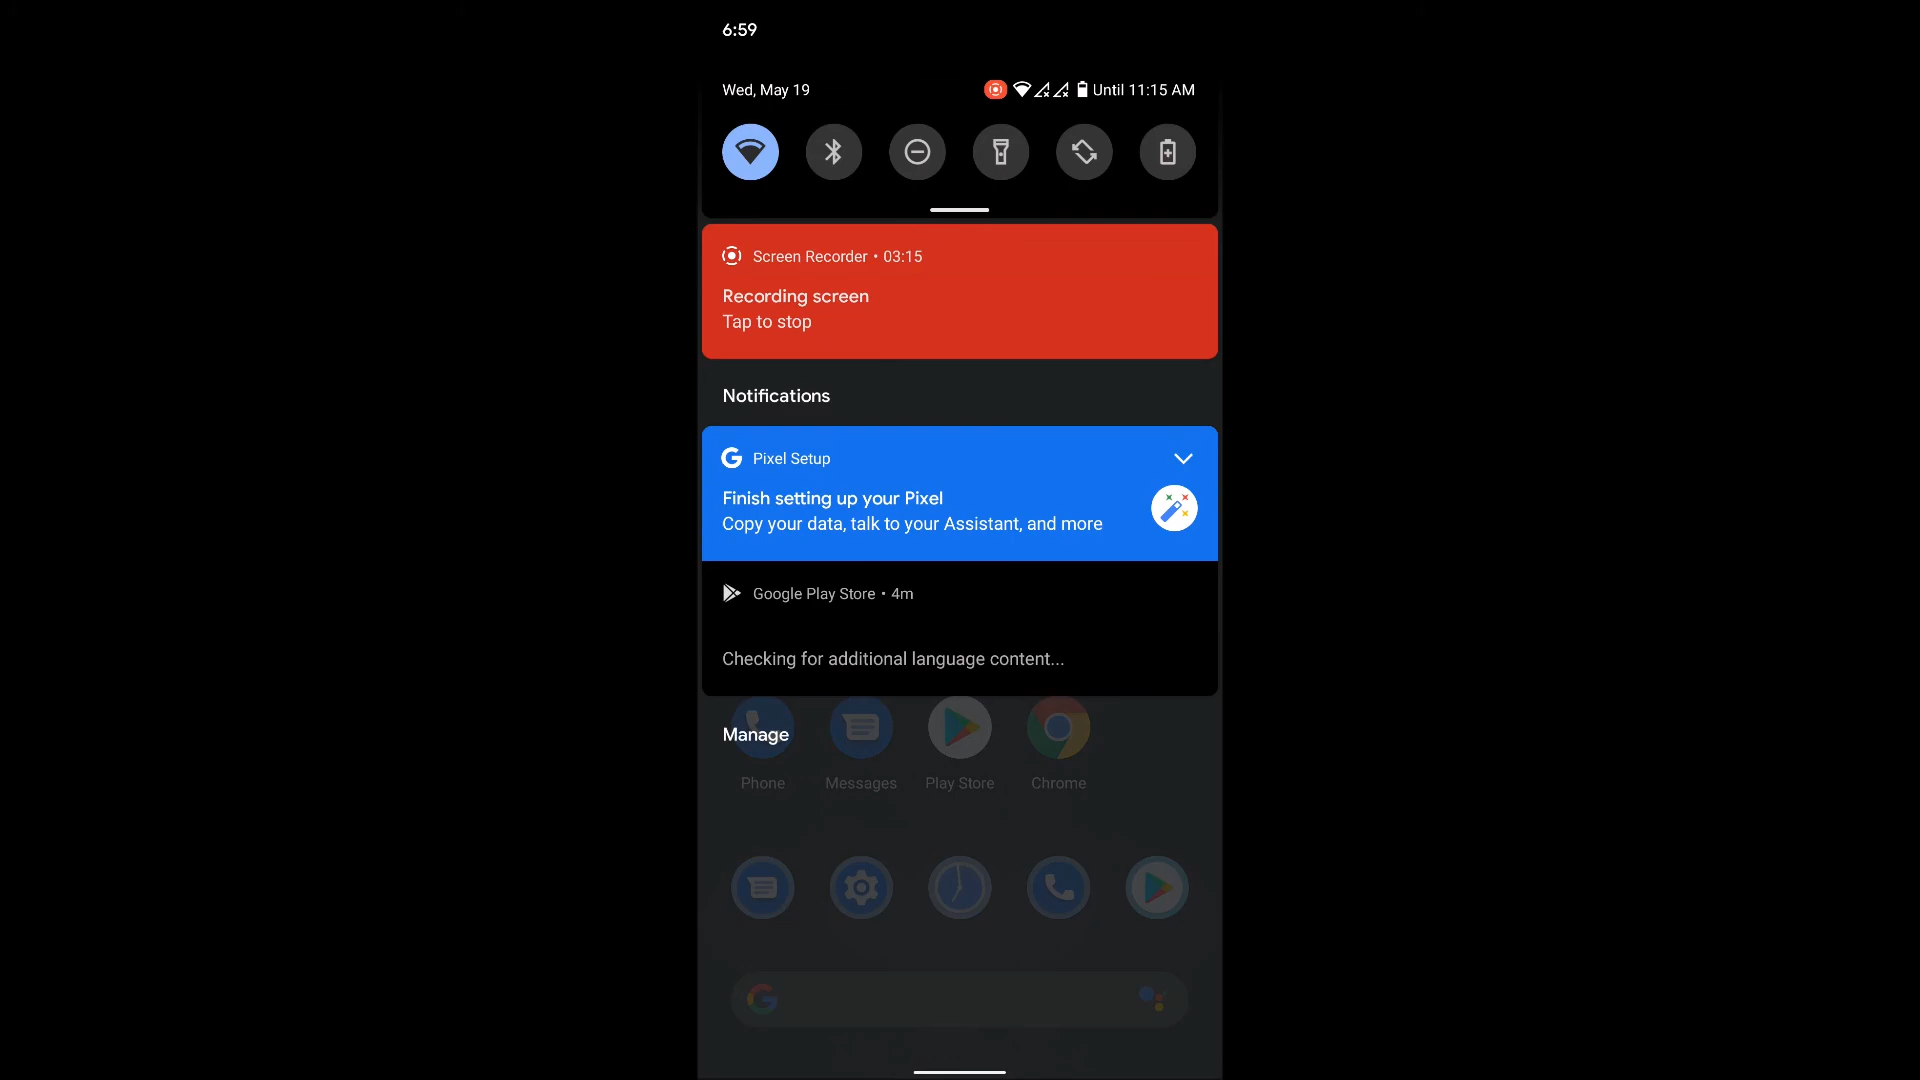 6:59
Wed, May 19
Until 11:15 AM
Screen Recorder • 03:15
Recording screen
Tap to stop
Notifications
Pixel Setup
Finish setting up your Pixel
Copy your data, talk to your Assistant, and more
Google Play Store • 4m
Checking for additional language content...
Manage
Phone
Messages
Play Store
Chrome